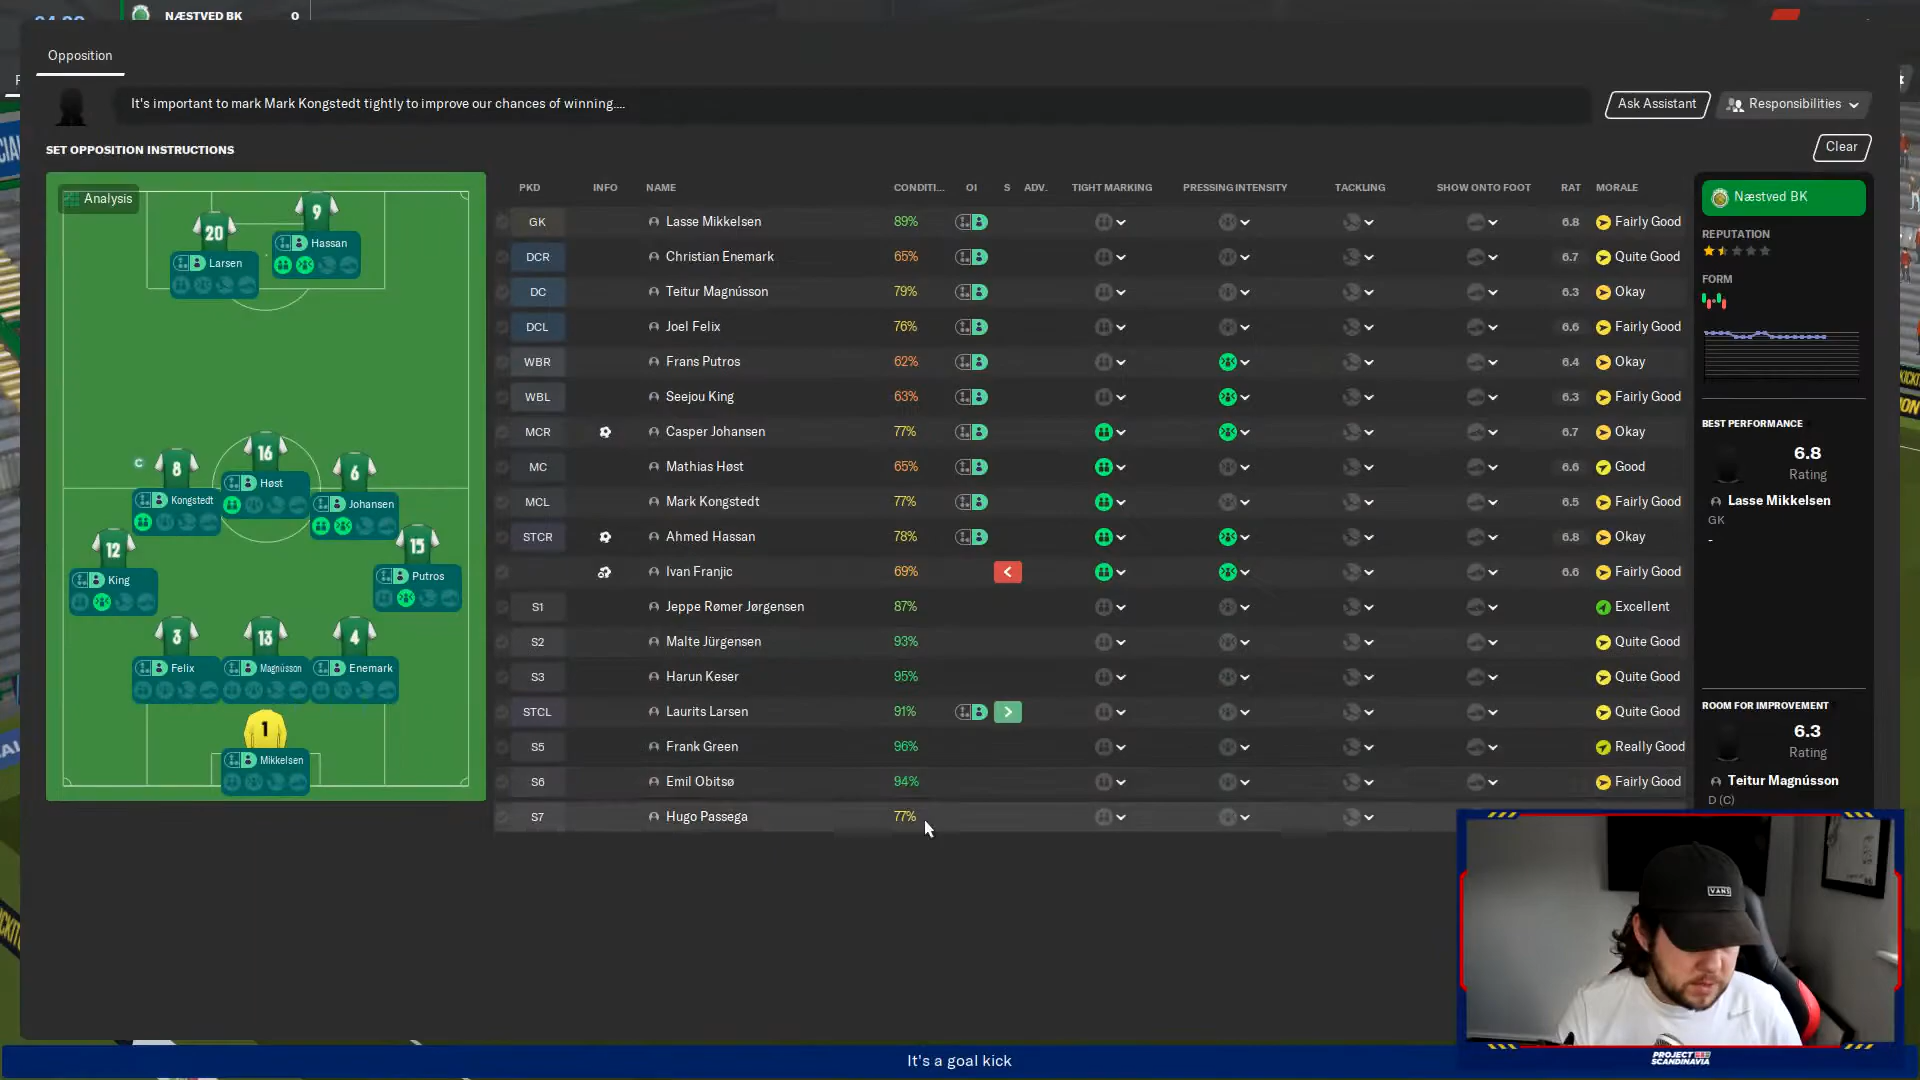 NÆSTVED BK 0
Opposition
It's important to mark Mark Kongstedt tightly to improve our chances of winning....
Ask Assistant
Responsibilities
SET OPPOSITION INSTRUCTIONS
Clear
Analysis
20
Larsen
9
Hassan
C
8
Kongstedt
16
Høst
6
Johansen
12
King
15
Putros
3
Felix
13
Magnússon
4
Enemark
1
Mikkelsen
PKD INFO NAME CONDITI... OI S ADV. TIGHT MARKING PRESSING INTENSITY TACKLING SHOW ONTO FOOT RAT MORALE
GK Lasse Mikkelsen 89% 6.8 Fairly Good
DCR Christian Enemark 65% 6.7 Quite Good
DC Teitur Magnússon 79% 6.3 Okay
DCL Joel Felix 76% 6.6 Fairly Good
WBR Frans Putros 62% 6.4 Okay
WBL Seejou King 63% 6.3 Fairly Good
MCR Casper Johansen 77% 6.7 Okay
MC Mathias Høst 65% 6.6 Good
MCL Mark Kongstedt 77% 6.5 Fairly Good
STCR Ahmed Hassan 78% 6.8 Okay
Ivan Franjic 69% 6.6 Fairly Good
S1 Jeppe Rømer Jørgensen 87% Excellent
S2 Malte Jürgensen 93% Quite Good
S3 Harun Keser 95% Quite Good
STCL Laurits Larsen 91% Quite Good
S5 Frank Green 96% Really Good
S6 Emil Obitsø 94% Fairly Good
S7 Hugo Passega 77%
Næstved BK
REPUTATION
FORM
BEST PERFORMANCE
6.8
Rating
Lasse Mikkelsen
GK
-
ROOM FOR IMPROVEMENT
6.3
Rating
Teitur Magnússon
D (C)
VANS
PROJECT
SCANDINAVIA
It's a goal kick